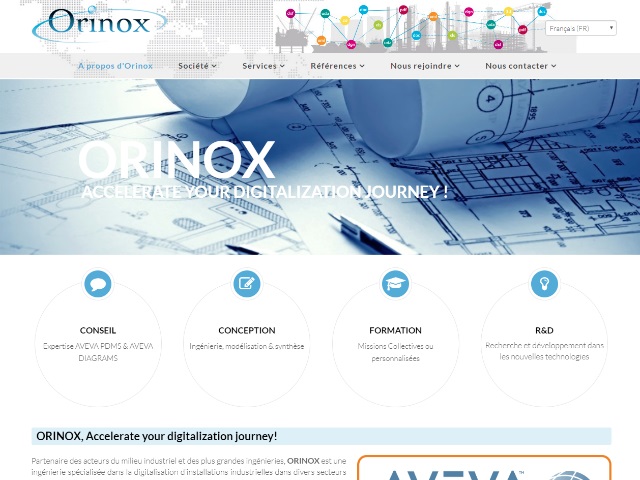 Orinox
Français (FR)
A propos d'Orinox
Société
Services
Références
Nous rejoindre
Nous contacter
ORINOX
ACCELERATE YOUR DIGITALIZATION JOURNEY !
CONSEIL
Expertise AVEVA PDMS & AVEVA
DIAGRAMS
CONCEPTION
Ingénierie, modélisation & synthèse
FORMATION
Missions Collectives ou
personnalisées
R&D
Recherche et développement dans
les nouvelles technologies
ORINOX, Accelerate your digitalization journey!
Partenaire des acteurs du milieu industriel et des plus grandes ingénieries, ORINOX est une
ingénierie spécialisée dans la digitalisation d'installations industrielles dans divers secteurs
AVEVA™